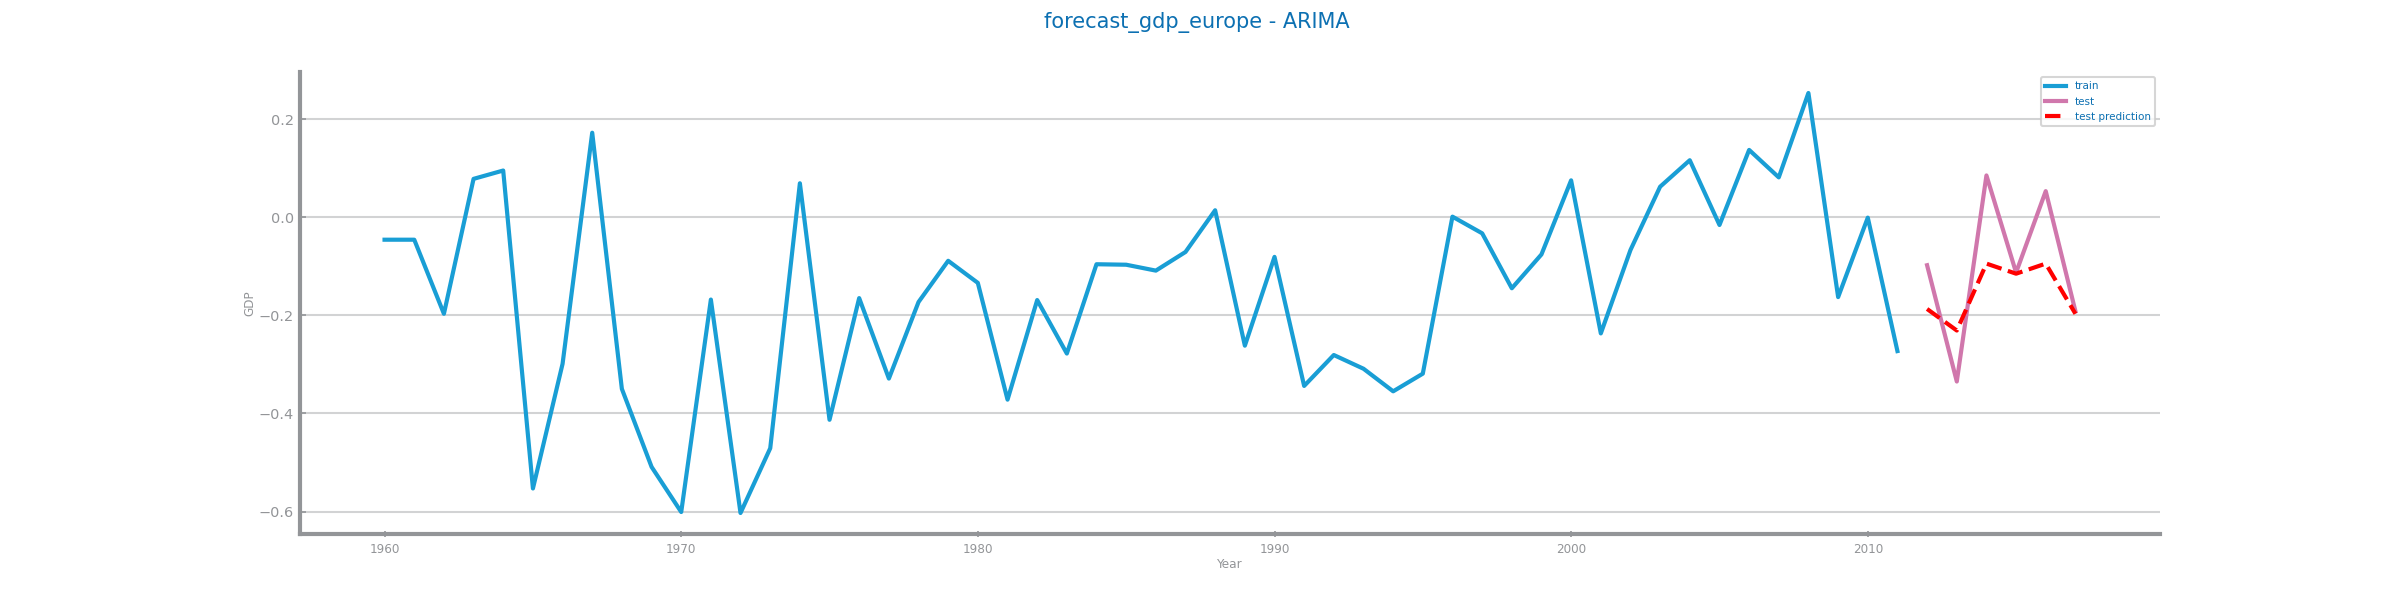 forecast_gdp_europe - ARIMA
train
test
test prediction
0.2
0.0
−0.2
−0.4
−0.6
GDP
1960 1970 1980 1990 2000 2010
Year